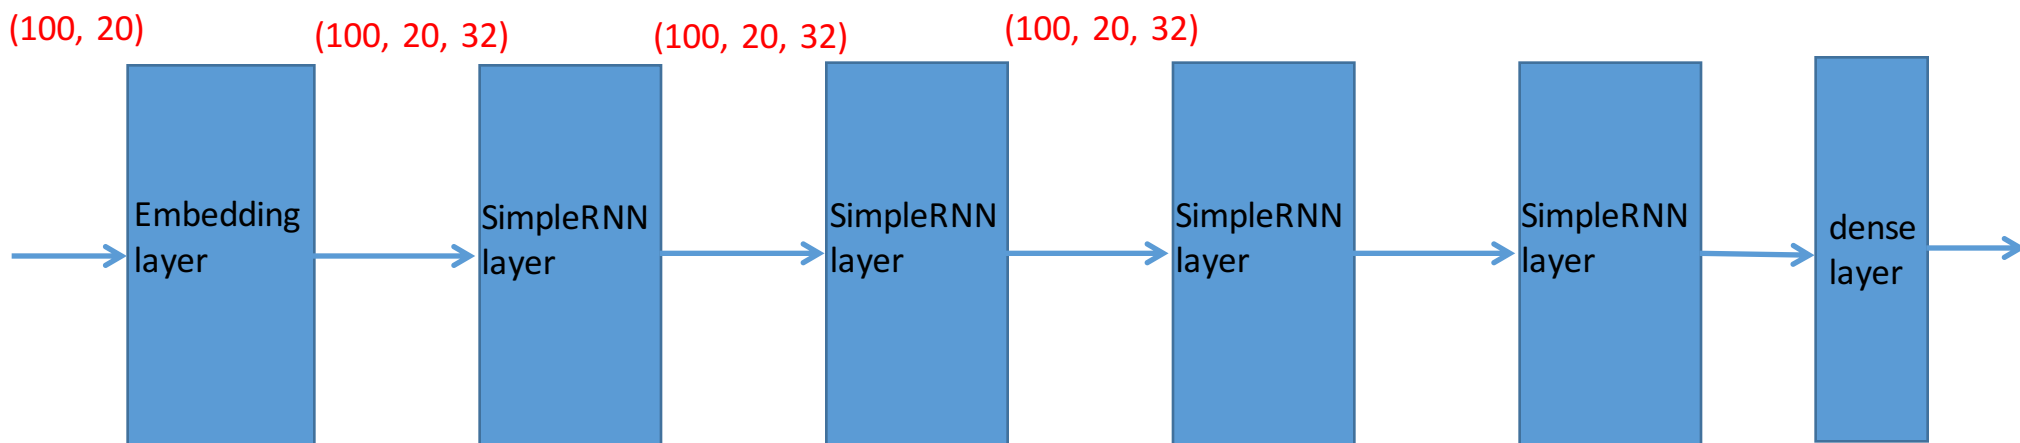 (100, 20)
(100, 20, 32)
(100, 20, 32)
(100, 20, 32)
Embedding
layer
SimpleRNN
layer
SimpleRNN
layer
SimpleRNN
layer
SimpleRNN
layer
dense
layer